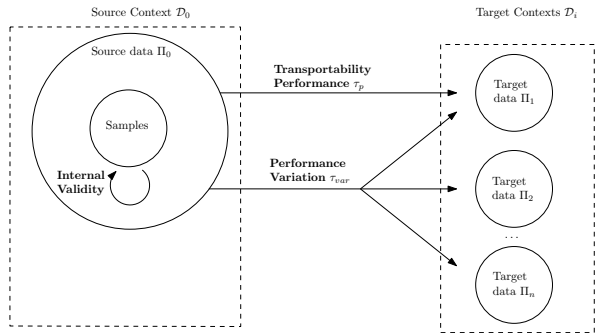 Source Context 𝒟₀
Target Contexts 𝒟ᵢ
Source data Π₀
Samples
Internal
Validity
Transportability
Performance τₚ
Performance
Variation τᵥₐᵣ
Target
data Π₁
Target
data Π₂
...
Target
data Πₙ